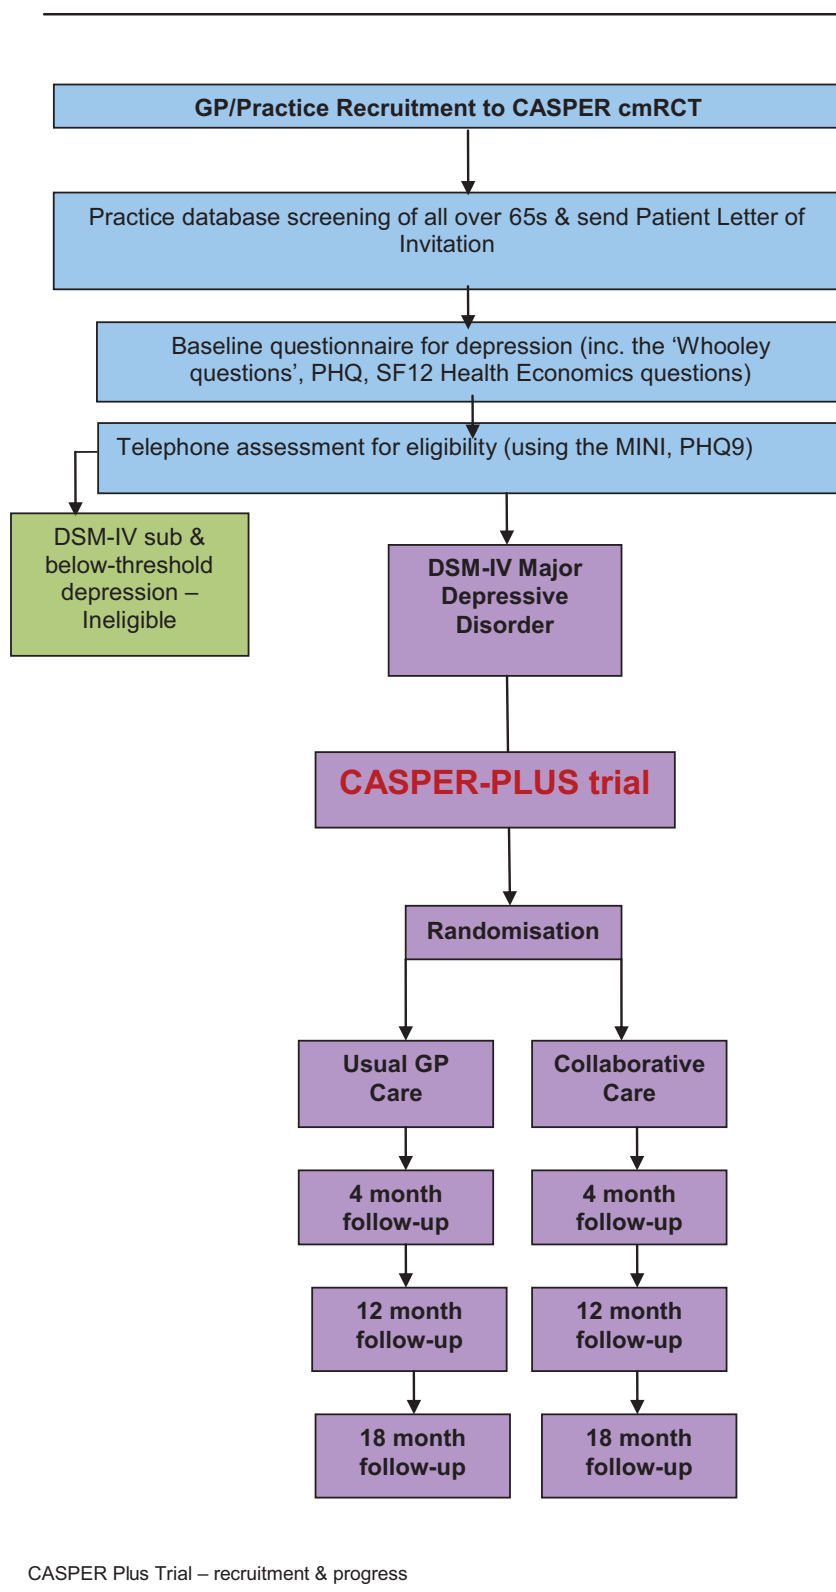 GP/Practice Recruitment to CASPER cmRCT
Practice database screening of all over 65s & send Patient Letter of
Invitation
Baseline questionnaire for depression (inc. the ‘Whooley
questions’, PHQ, SF12 Health Economics questions)
Telephone assessment for eligibility (using the MINI, PHQ9)
DSM-IV sub &
below-threshold
depression –
Ineligible
DSM-IV Major
Depressive
Disorder
CASPER-PLUS trial
Randomisation
Usual GP
Care
Collaborative
Care
4 month
follow-up
4 month
follow-up
12 month
follow-up
12 month
follow-up
18 month
follow-up
18 month
follow-up
CASPER Plus Trial – recruitment & progress